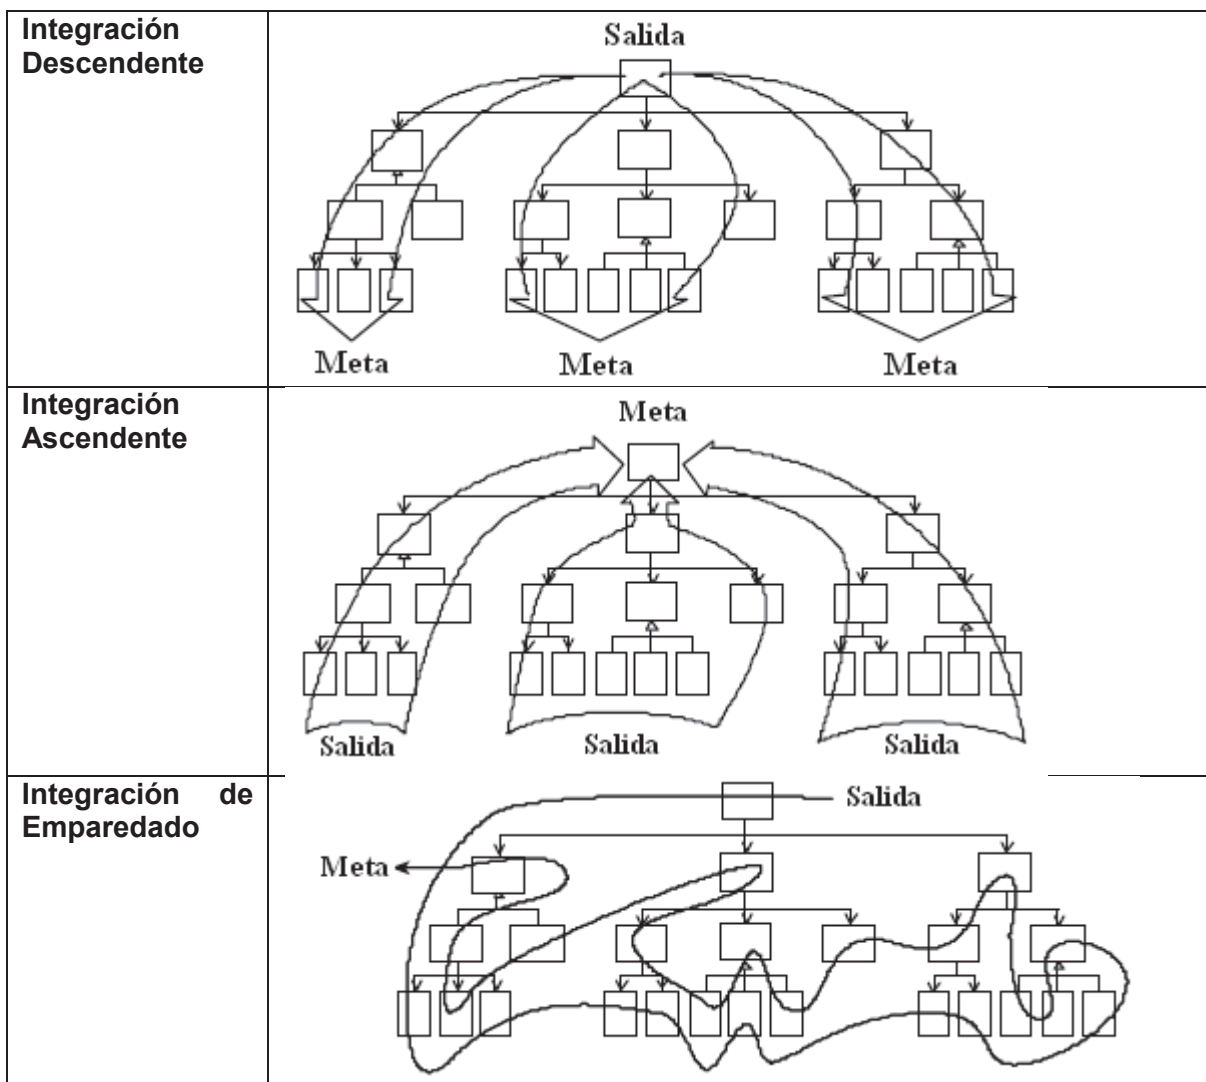 Integración
Descendente
Salida
Meta
Meta
Meta
Integración
Ascendente
Meta
Salida
Salida
Salida
Integración de
Emparedado
Salida
Meta